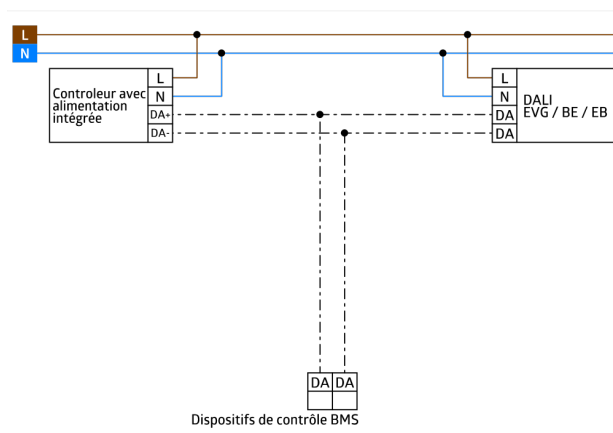 L
N
Controleur avec
alimentation
intégrée
L
N
DA+
DA-
L
N
DA
DA
DALI
EVG / BE / EB
DA DA
Dispositifs de contrôle BMS